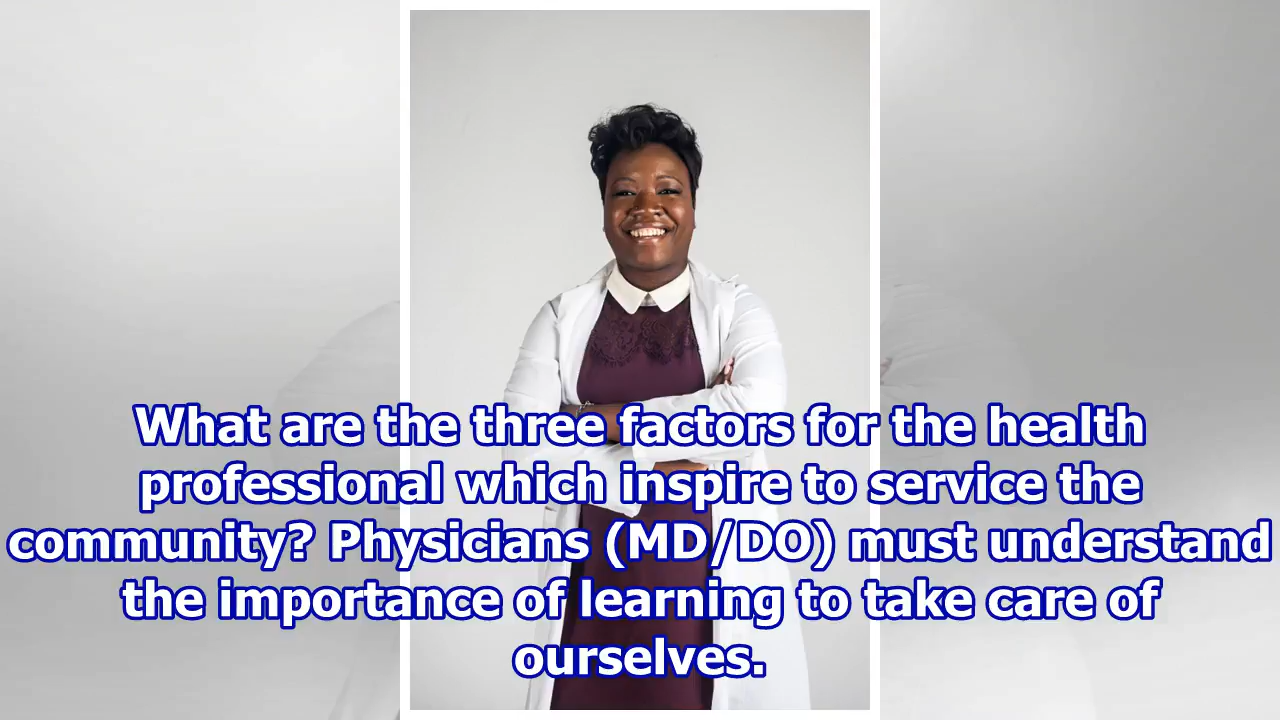 What are the three factors for the health
professional which inspire to service the
community? Physicians (MD/DO) must understand
the importance of learning to take care of
ourselves.